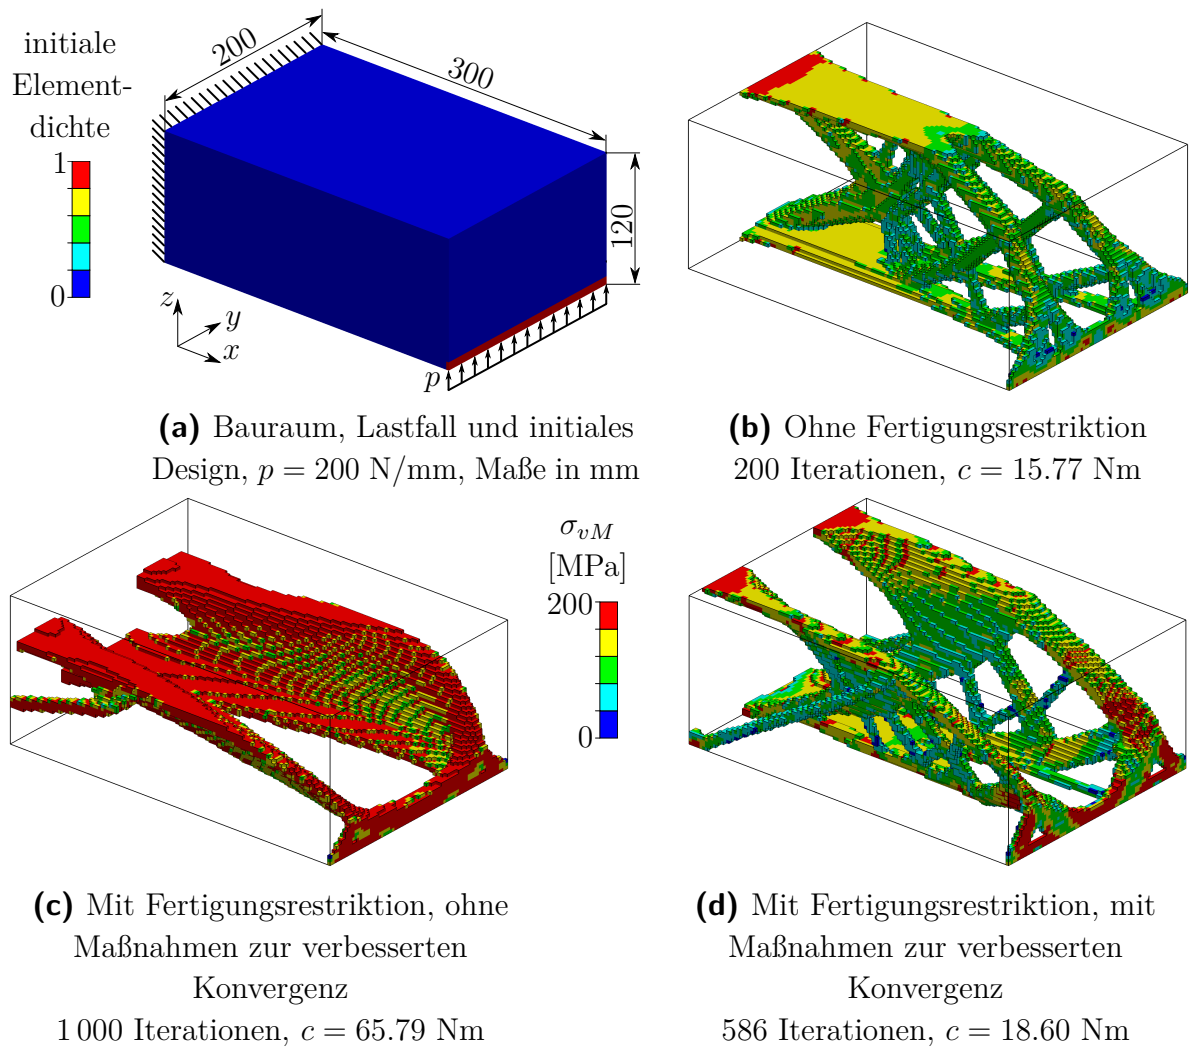 initiale
Element-
dichte
1
0
200
300
120
z
y
x
p
(a) Bauraum, Lastfall und initiales
Design, p = 200 N/mm, Maße in mm
(b) Ohne Fertigungsrestriktion
200 Iterationen, c = 15.77 Nm
σvM
[MPa]
200
0
(c) Mit Fertigungsrestriktion, ohne
Maßnahmen zur verbesserten
Konvergenz
1 000 Iterationen, c = 65.79 Nm
(d) Mit Fertigungsrestriktion, mit
Maßnahmen zur verbesserten
Konvergenz
586 Iterationen, c = 18.60 Nm